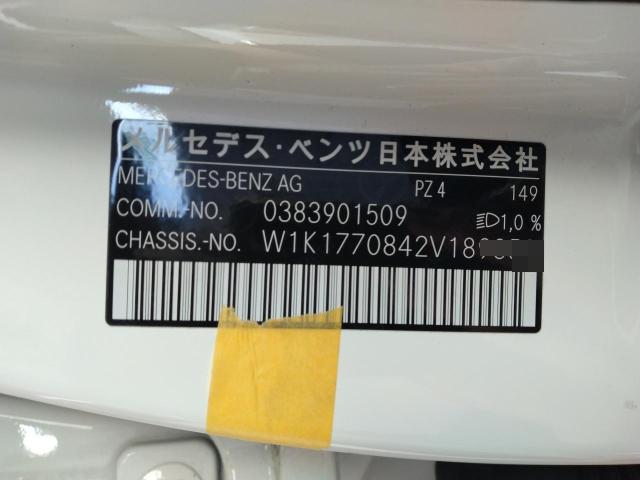 メルセデス・ベンツ日本株式会社
MERCEDES-BENZ AG PZ 4 149
COMM.-NO. 0383901509 1,0 %
CHASSIS.-NO.